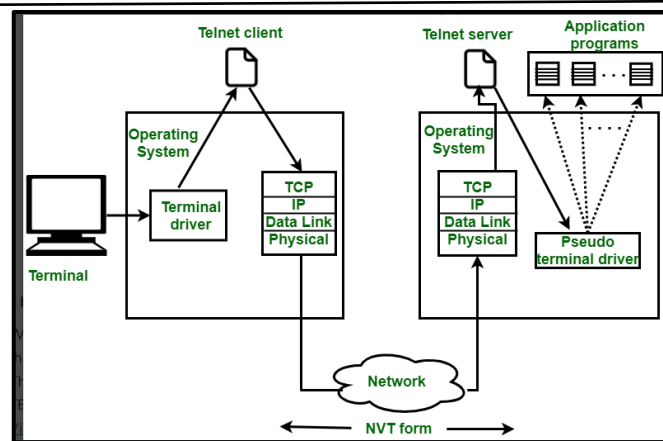 Telnet client
Telnet server
Application
programs
Operating
System
Operating
System
Terminal
driver
TCP
IP
Data Link
Physical
TCP
IP
Data Link
Physical
Pseudo
terminal driver
Terminal
Network
NVT form